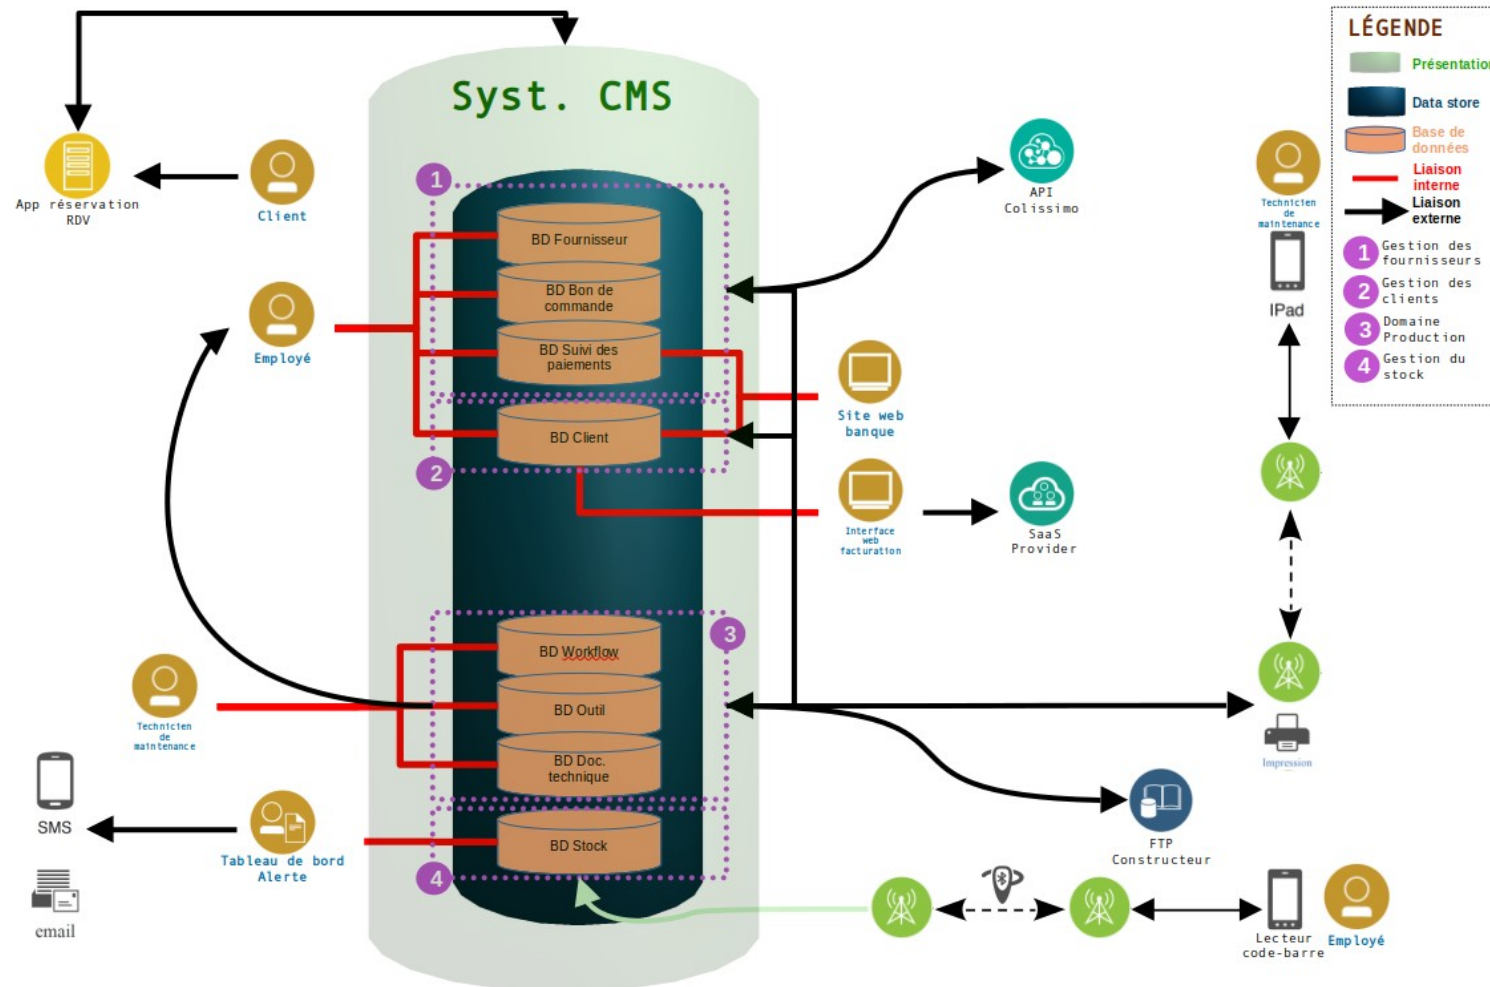 Syst. CMS
App réservation
RDV
Client
Employé
1
BD Fournisseur
BD Bon de
commande
BD Suivi des
paiements
BD Client
2
API
Colissimo
Site web
banque
Interface
web
facturation
SaaS
Provider
3
BD Workflow
BD Outil
BD Doc.
technique
BD Stock
4
Technicien
de
maintenance
SMS
Tableau de bord
Alerte
email
LÉGENDE
Présentation
Data store
Base de
données
Liaison
interne
Liaison
externe
1
Gestion des
fournisseurs
2
Gestion des
clients
3
Domaine
Production
4
Gestion du
stock
Technicien
de
maintenance
IPad
Impression
FTP
Constructeur
Lecteur
code-barre
Employé